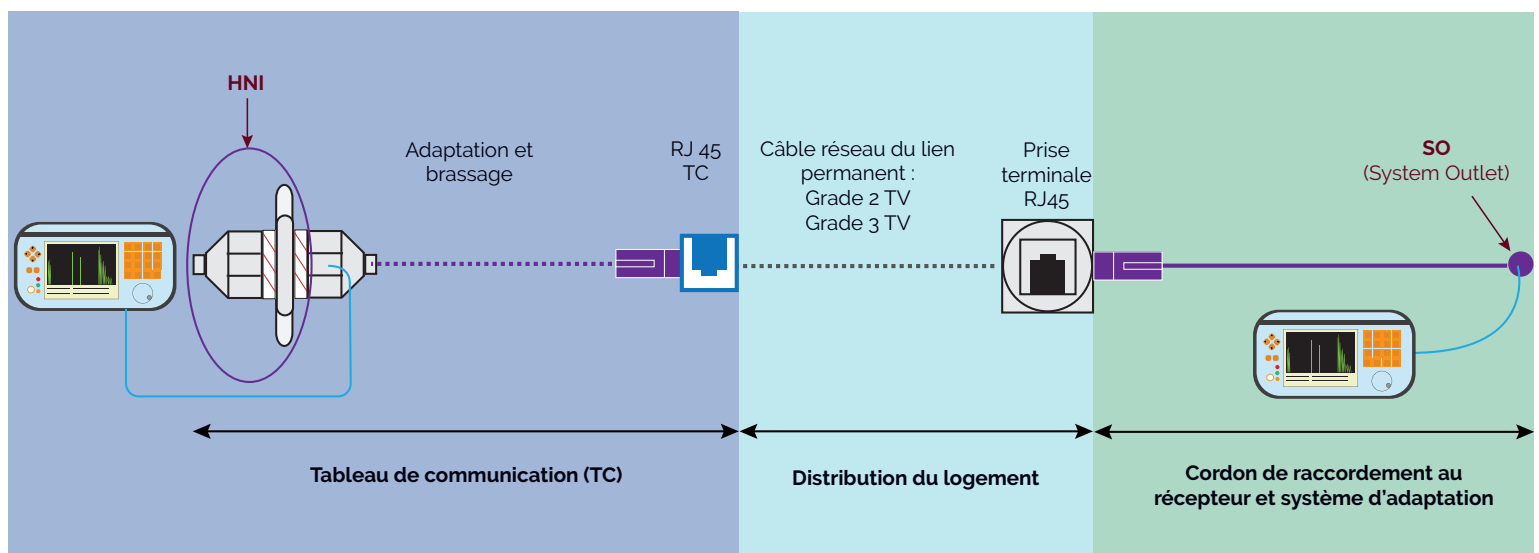 HNI
Adaptation et
brassage
RJ 45
TC
Câble réseau du lien
permanent :
Grade 2 TV
Grade 3 TV
Prise
terminale
RJ45
SO
(System Outlet)
Tableau de communication (TC)
Distribution du logement
Cordon de raccordement au
récepteur et système d'adaptation